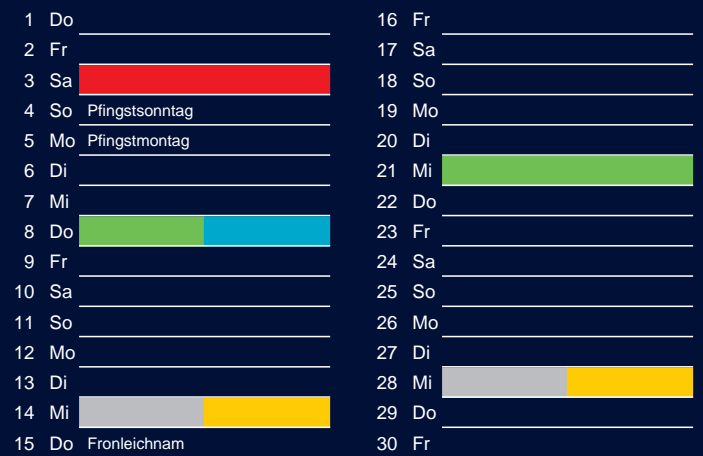 1 Do
2 Fr
3 Sa
4 So Pfingstsonntag
5 Mo Pfingstmontag
6 Di
7 Mi
8 Do
9 Fr
10 Sa
11 So
12 Mo
13 Di
14 Mi
15 Do Fronleichnam
16 Fr
17 Sa
18 So
19 Mo
20 Di
21 Mi
22 Do
23 Fr
24 Sa
25 So
26 Mo
27 Di
28 Mi
29 Do
30 Fr